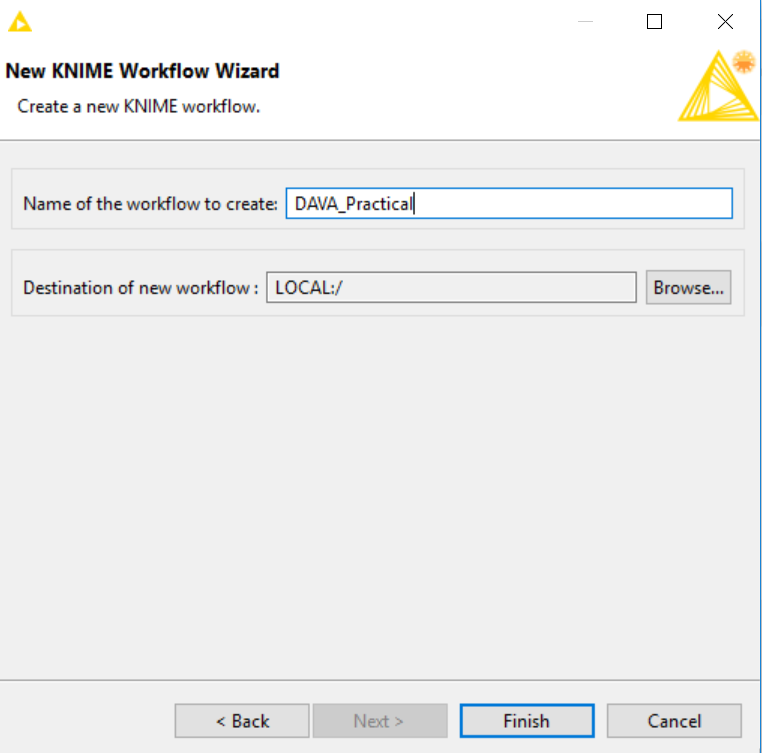 New KNIME Workflow Wizard
Create a new KNIME workflow.
Name of the workflow to create: DAVA_Practical
Destination of new workflow : LOCAL:/ Browse...
< Back Next > Finish Cancel